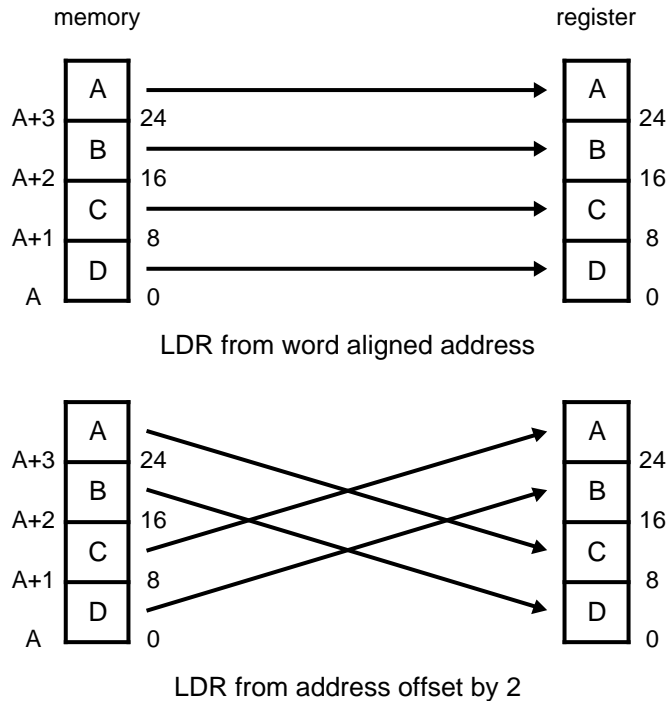 memory register
A A
A+3 24 24
B B
A+2 16 16
C C
A+1 8 8
D D
A 0 0
LDR from word aligned address
A A
A+3 24 24
B B
A+2 16 16
C C
A+1 8 8
D D
A 0 0
LDR from address offset by 2